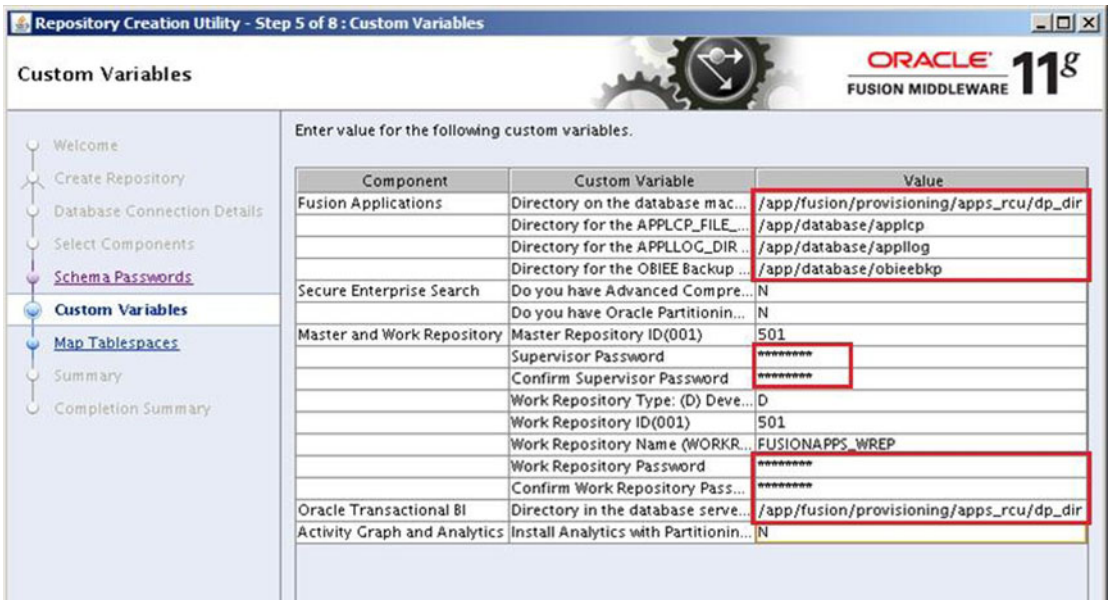 Repository Creation Utility - Step 5 of 8 : Custom Variables
Custom Variables
ORACLE
FUSION MIDDLEWARE
11g
Welcome
Create Repository
Database Connection Details
Select Components
Schema Passwords
Custom Variables
Map Tablespaces
Summary
Completion Summary
Enter value for the following custom variables.
Component Custom Variable Value
Fusion Applications Directory on the database mac... /app/fusion/provisioning/apps_rcu/dp_dir
Directory for the APPLCP_FILE_... /app/database/applcp
Directory for the APPLLOG_DIR ... /app/database/appllog
Directory for the OBIEE Backup ... /app/database/obieebkp
Secure Enterprise Search Do you have Advanced Compre... N
Do you have Oracle Partitionin... N
Master and Work Repository Master Repository ID(001) 501
Supervisor Password ********
Confirm Supervisor Password ********
Work Repository Type: (D) Deve... D
Work Repository ID(001) 501
Work Repository Name (WORKR... FUSIONAPPS_WREP
Work Repository Password ********
Confirm Work Repository Pass... ********
Oracle Transactional BI Directory in the database serve... /app/fusion/provisioning/apps_rcu/dp_dir
Activity Graph and Analytics Install Analytics with Partitionin... N